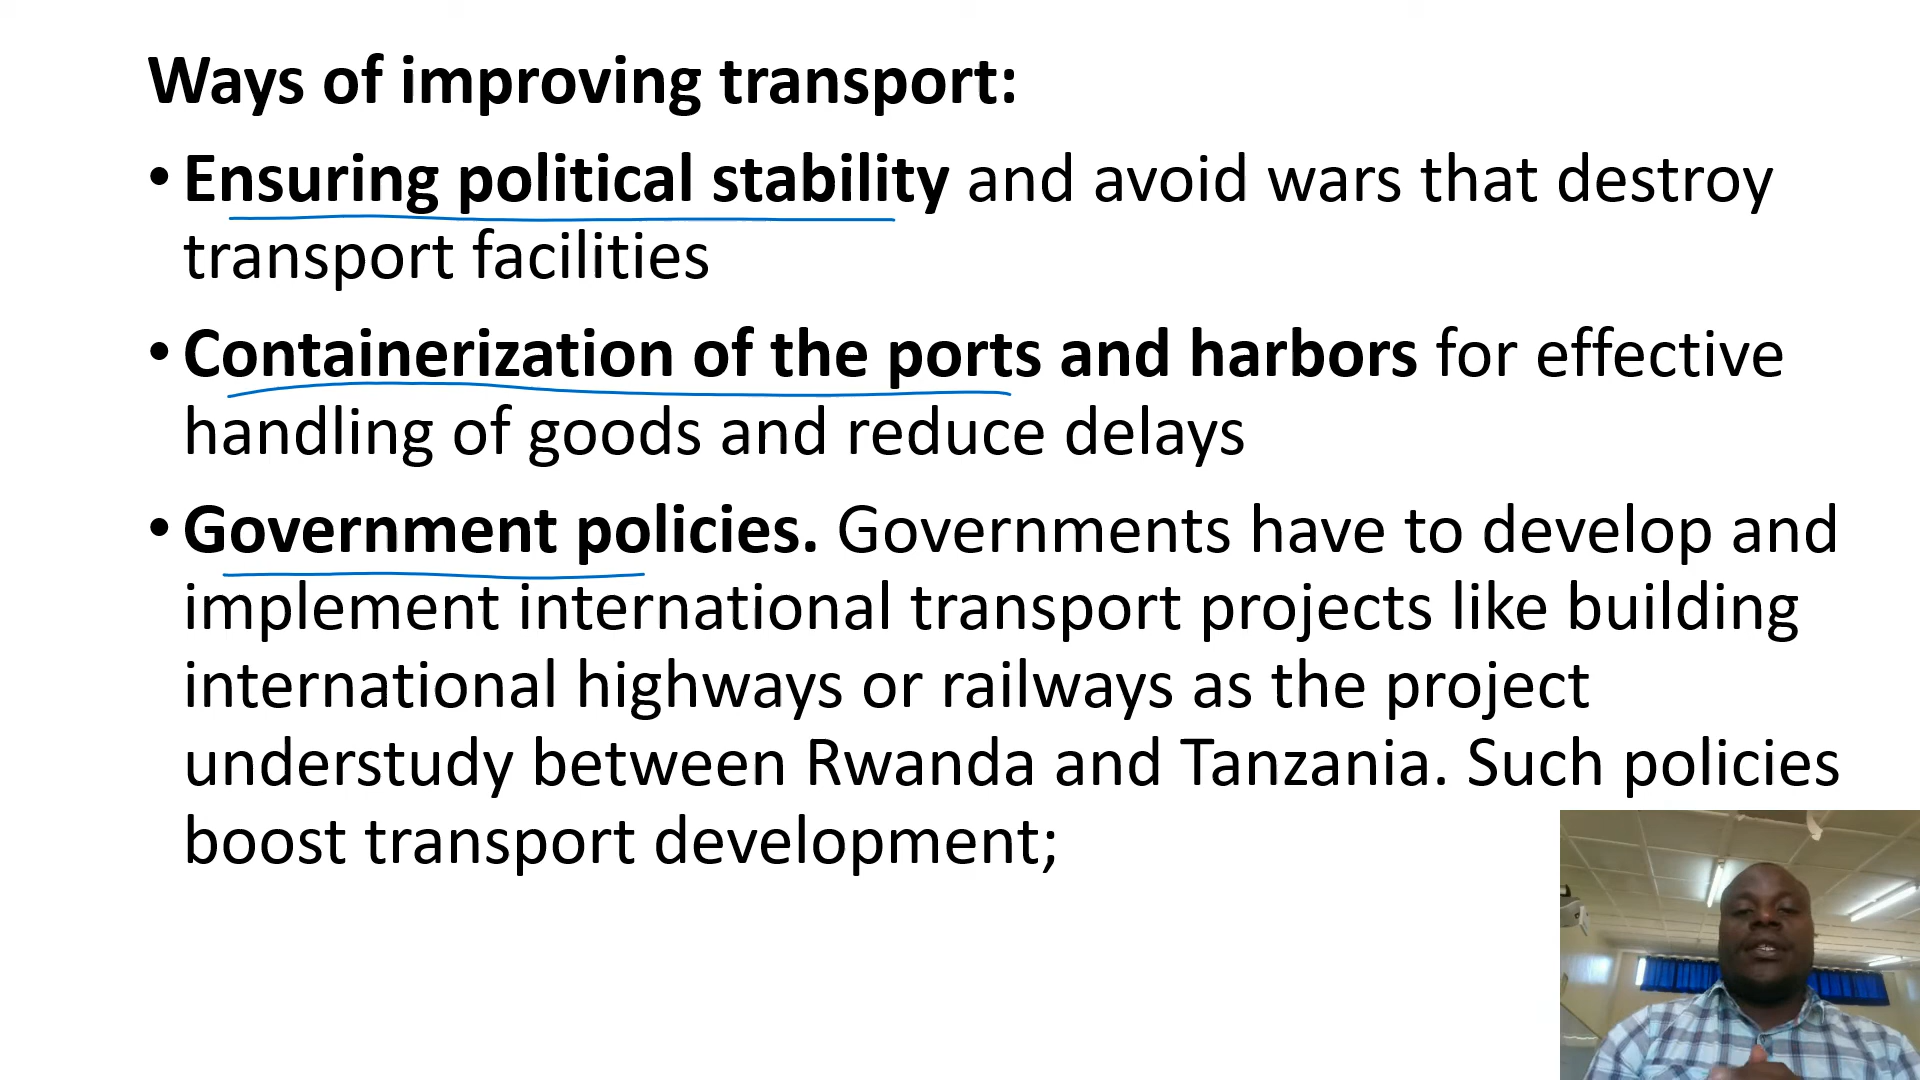 Ways of improving transport:
• Ensuring political stability and avoid wars that destroy
transport facilities
• Containerization of the ports and harbors for effective
handling of goods and reduce delays
• Government policies. Governments have to develop and
implement international transport projects like building
international highways or railways as the project
understudy between Rwanda and Tanzania. Such policies
boost transport development;